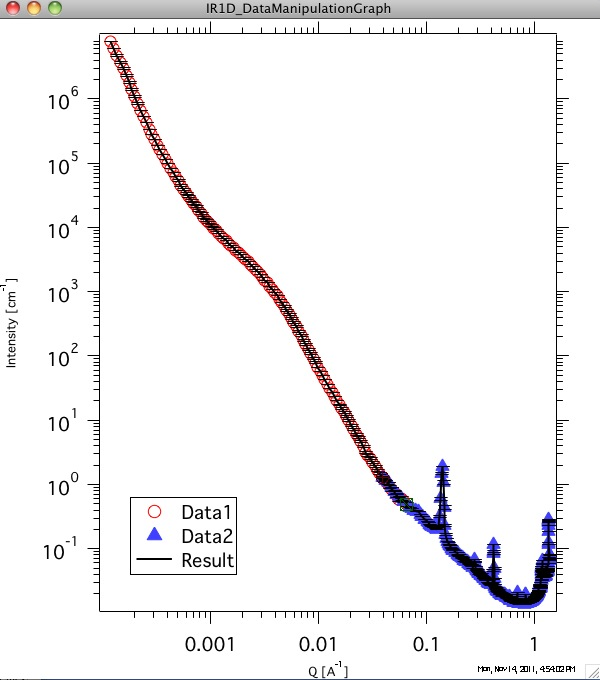 IR1D_DataManipulationGraph
10^6
10^5
10^4
10^3
10^2
10^1
10^0
10^-1
Intensity [cm^-1]
Data1
Data2
Result
0.001
0.01
0.1
1
Q [A^-1]
Mon, Nov 14, 2011, 4:54:02 PM